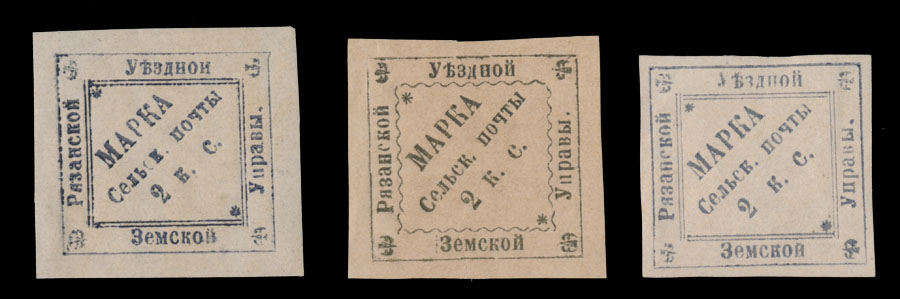 Рязанской
Уѣздной
Земской
Управы.
МАРКА
Сельск. почты
2 к. с.
Рязанской
Уѣздной
Земской
Управы.
МАРКА
Сельск. почты
2 к. с.
Рязанской
Уѣздной
Земской
Управы.
МАРКА
Сельск. почты
2 к. с.